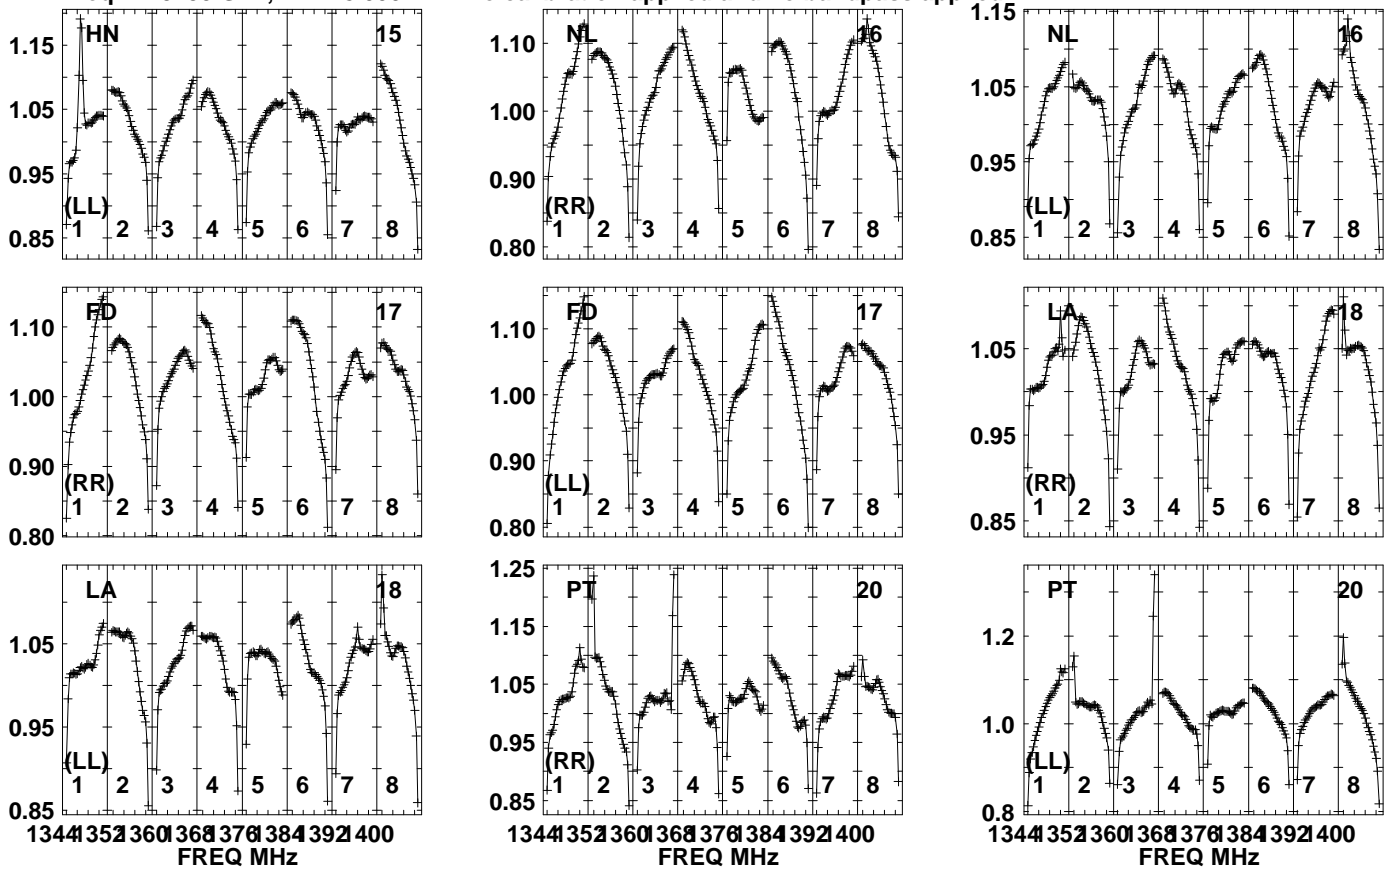 HN 15
1.15
1.05
0.95
0.85
(LL)
1 2 3 4 5 6 7 8
NL 16
1.10
1.00
0.90
0.80
(RR)
1 2 3 4 5 6 7 8
NL 16
1.15
1.05
0.95
0.85
(LL)
1 2 3 4 5 6 7 8
FD 17
1.10
1.00
0.90
0.80
(RR)
1 2 3 4 5 6 7 8
FD 17
1.10
1.00
0.90
0.80
(LL)
1 2 3 4 5 6 7 8
LA 18
1.05
0.95
0.85
(RR)
1 2 3 4 5 6 7 8
LA 18
1.05
0.95
0.85
(LL)
1 2 3 4 5 6 7 8
1344 1352 1360 1368 1376 1384 1392 1400
FREQ MHz
PT 20
1.25
1.15
1.05
0.95
0.85
(RR)
1 2 3 4 5 6 7 8
1344 1352 1360 1368 1376 1384 1392 1400
FREQ MHz
PT 20
1.2
1.0
0.8
(LL)
1 2 3 4 5 6 7 8
1344 1352 1360 1368 1376 1384 1392 1400
FREQ MHz